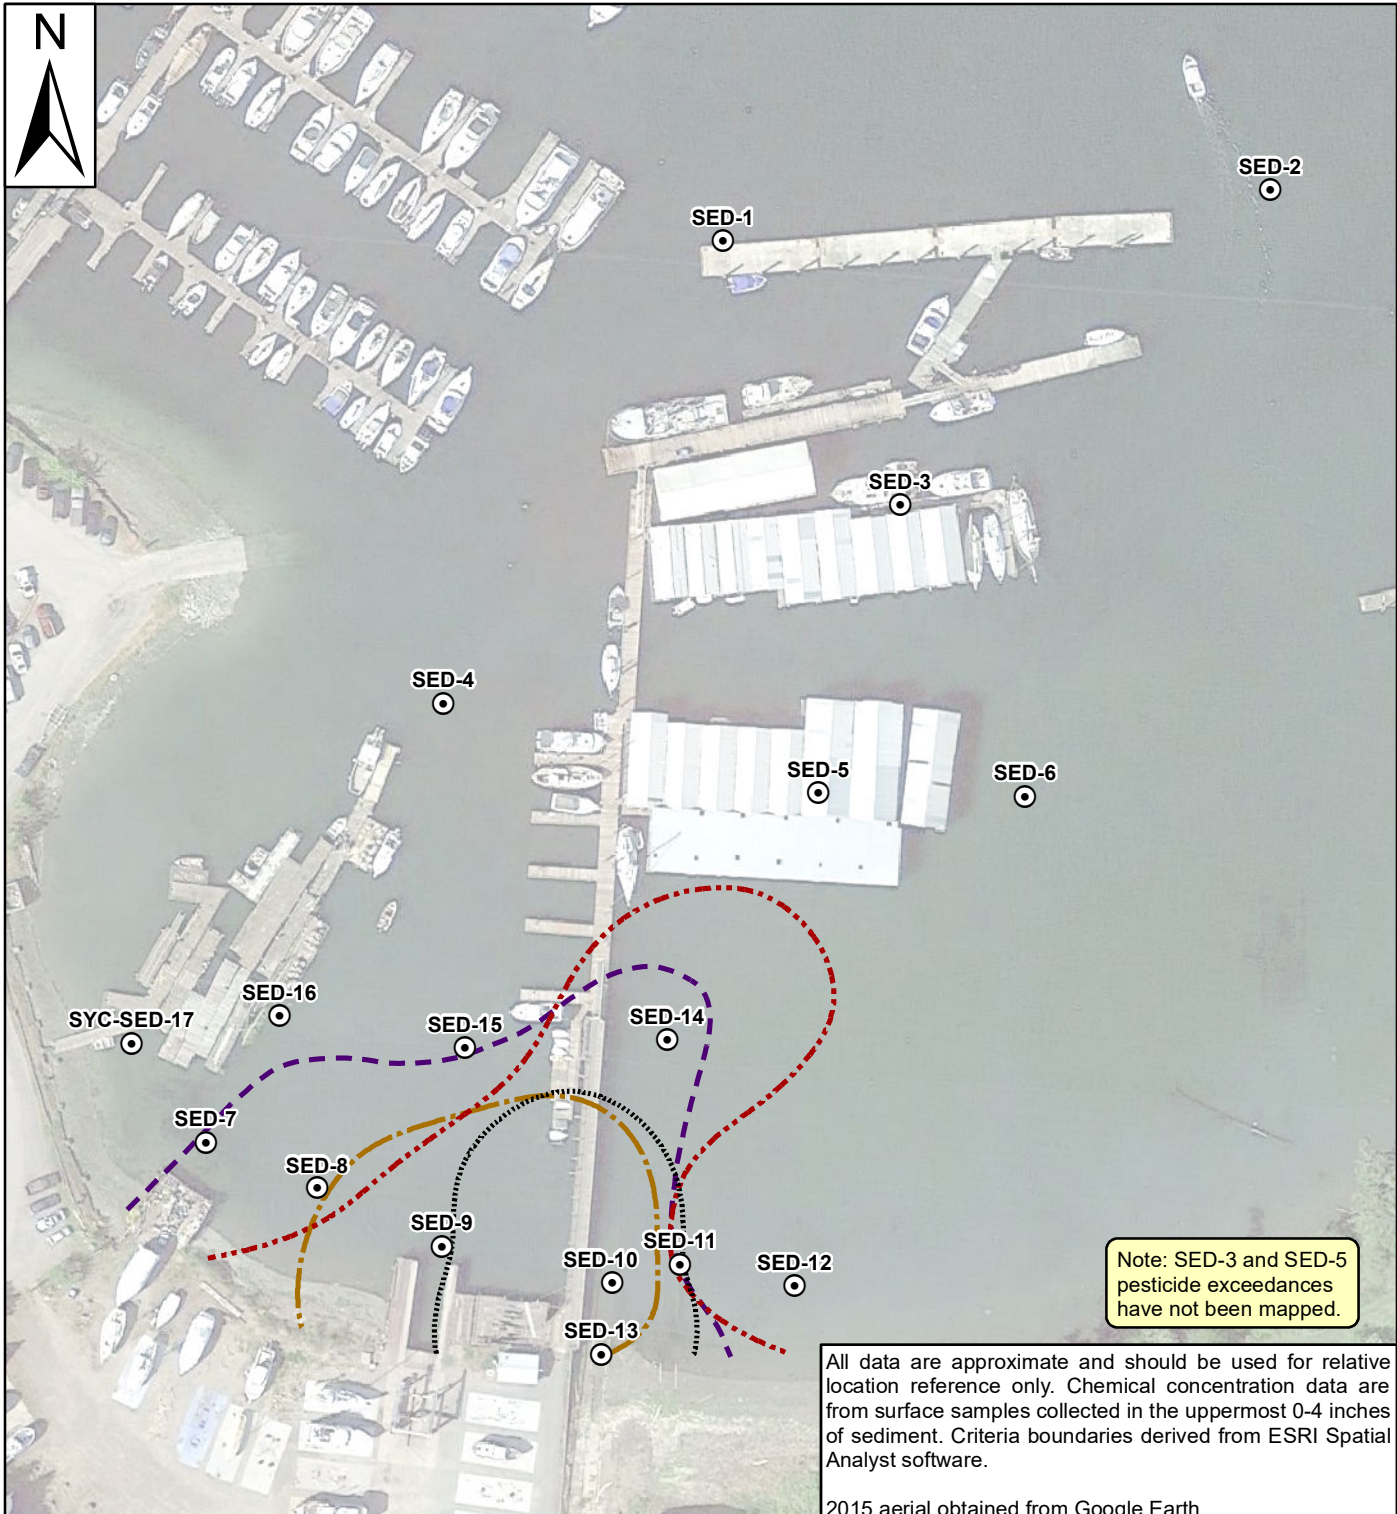 N
SED-2
SED-1
SED-3
SED-4
SED-5
SED-6
SED-16
SYC-SED-17
SED-15
SED-14
SED-7
SED-8
SED-9
SED-11
SED-10
SED-12
SED-13
Note: SED-3 and SED-5
pesticide exceedances
have not been mapped.
All data are approximate and should be used for relative
location reference only. Chemical concentration data are
from surface samples collected in the uppermost 0-4 inches
of sediment. Criteria boundaries derived from ESRI Spatial
Analyst software.
2015 aerial obtained from Google Earth